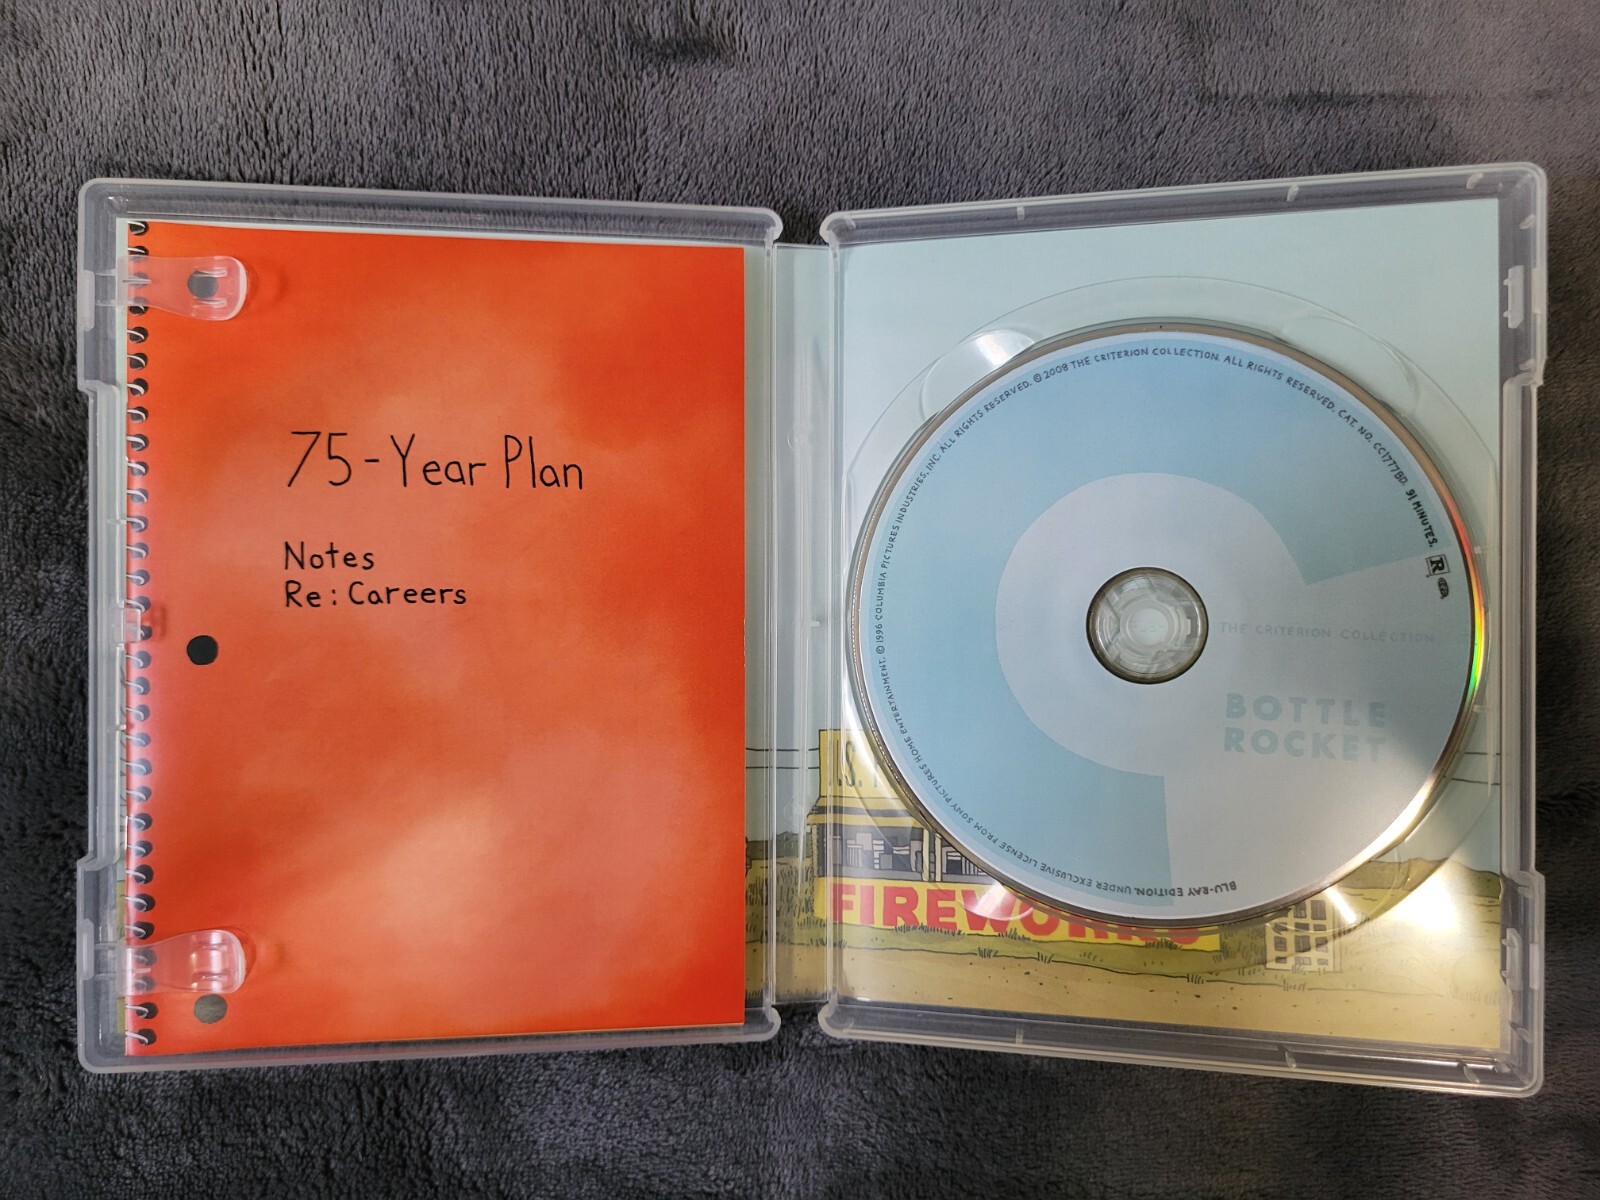 75-Year Plan
Notes
Re: Careers
BLU-RAY EDITION. UNDER EXCLUSIVE LICENSE FROM SONY PICTURES HOME ENTERTAINMENT. © 1996 COLUMBIA PICTURES INDUSTRIES, INC. ALL RIGHTS RESERVED. © 2008 THE CRITERION COLLECTION. ALL RIGHTS RESERVED. CAT. NO. CC1777BD. 91 MINUTES.
R
THE CRITERION COLLECTION
BOTTLE
ROCKET
FIREWORKS